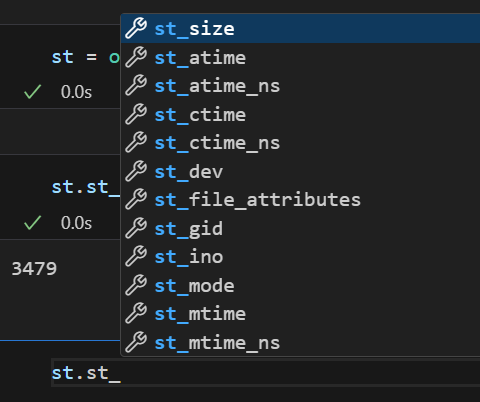 st_size
st = o
st_atime
0.0s
st_atime_ns
st_ctime
st_ctime_ns
st_dev
st.st_
st_file_attributes
0.0s
st_gid
st_ino
3479
st_mode
st_mtime
st_mtime_ns
st.st_